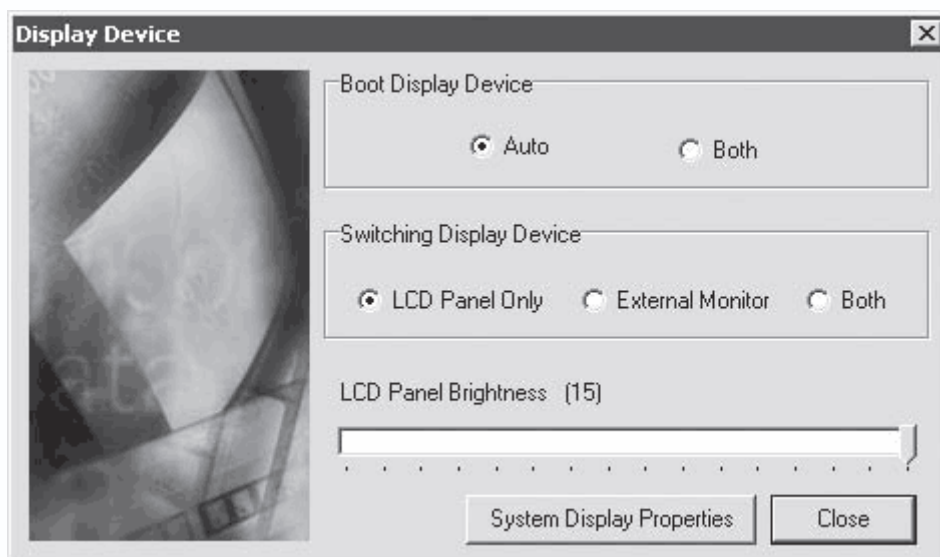 Display Device
Boot Display Device
Auto
Both
Switching Display Device
LCD Panel Only
External Monitor
Both
LCD Panel Brightness (15)
System Display Properties
Close